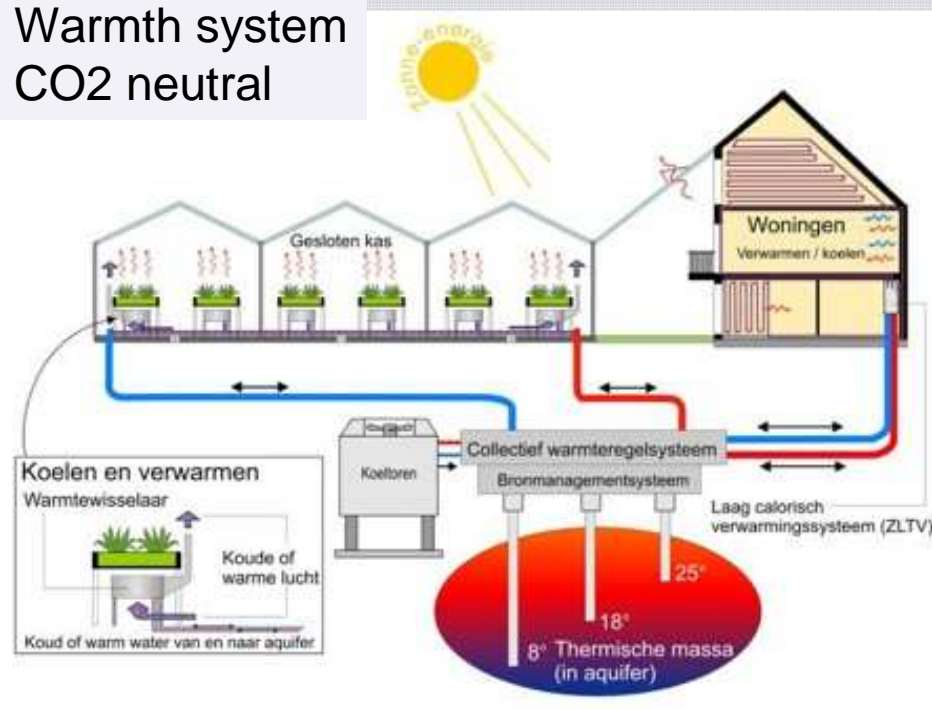 Warmth system
CO2 neutral
Zonne-energie
Gesloten kas
Woningen
Verwarmen / koelen
Collectief warmteregelsysteem
Koeltoren
Bronmanagementsysteem
Laag calorisch
verwarmingssysteem (ZLTV)
Koelen en verwarmen
Warmtewisselaar
Koude of
warme lucht
Koud of warm water van en naar aquifer
25°
18°
8° Thermische massa
(in aquifer)